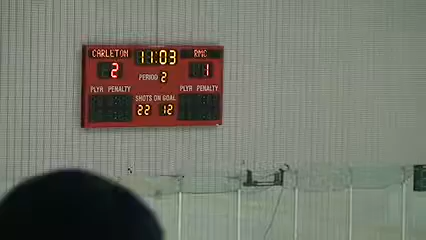 CARLETON 11:03 RMC
2 PERIOD 2 1
PLYR PENALTY PLYR PENALTY
SHOTS ON GOAL
22 12